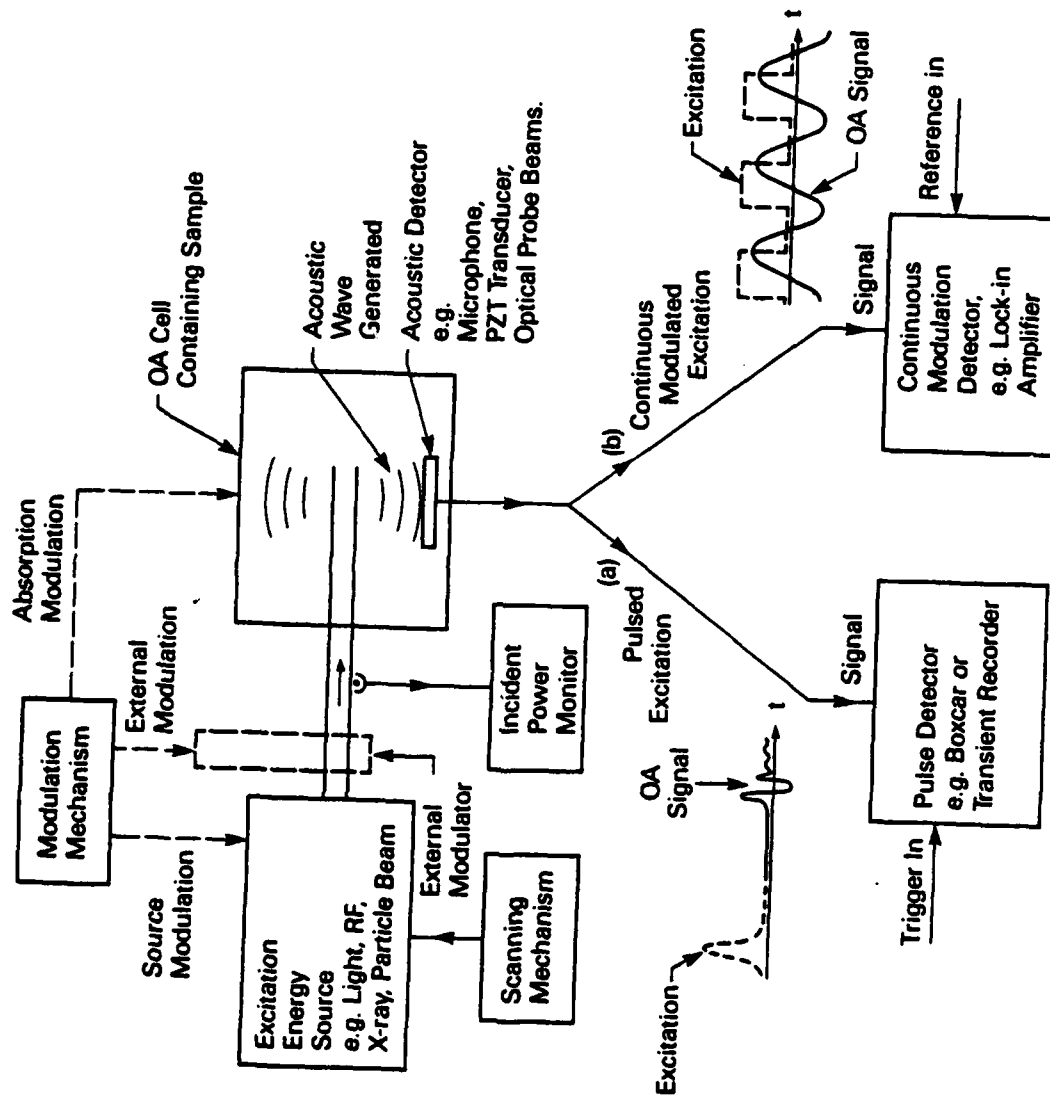 Modulation
Mechanism
Absorption
Modulation
Source
Modulation
External
Modulation
OA Cell
Containing Sample
Excitation
Energy
Source
e.g. Light, RF,
X-ray, Particle Beam
External
Modulator
Acoustic
Wave
Generated
Scanning
Mechanism
Incident
Power
Monitor
Acoustic Detector
e.g.
Microphone,
PZT Transducer,
Optical Probe Beams.
Excitation
OA
Signal
t
Pulsed
Excitation
(a)
(b)
Continuous
Modulated
Excitation
Excitation
OA Signal
t
Trigger In
Signal
Pulse Detector
e.g. Boxcar or
Transient Recorder
Signal
Continuous
Modulation
Detector,
e.g. Lock-in
Amplifier
Reference in